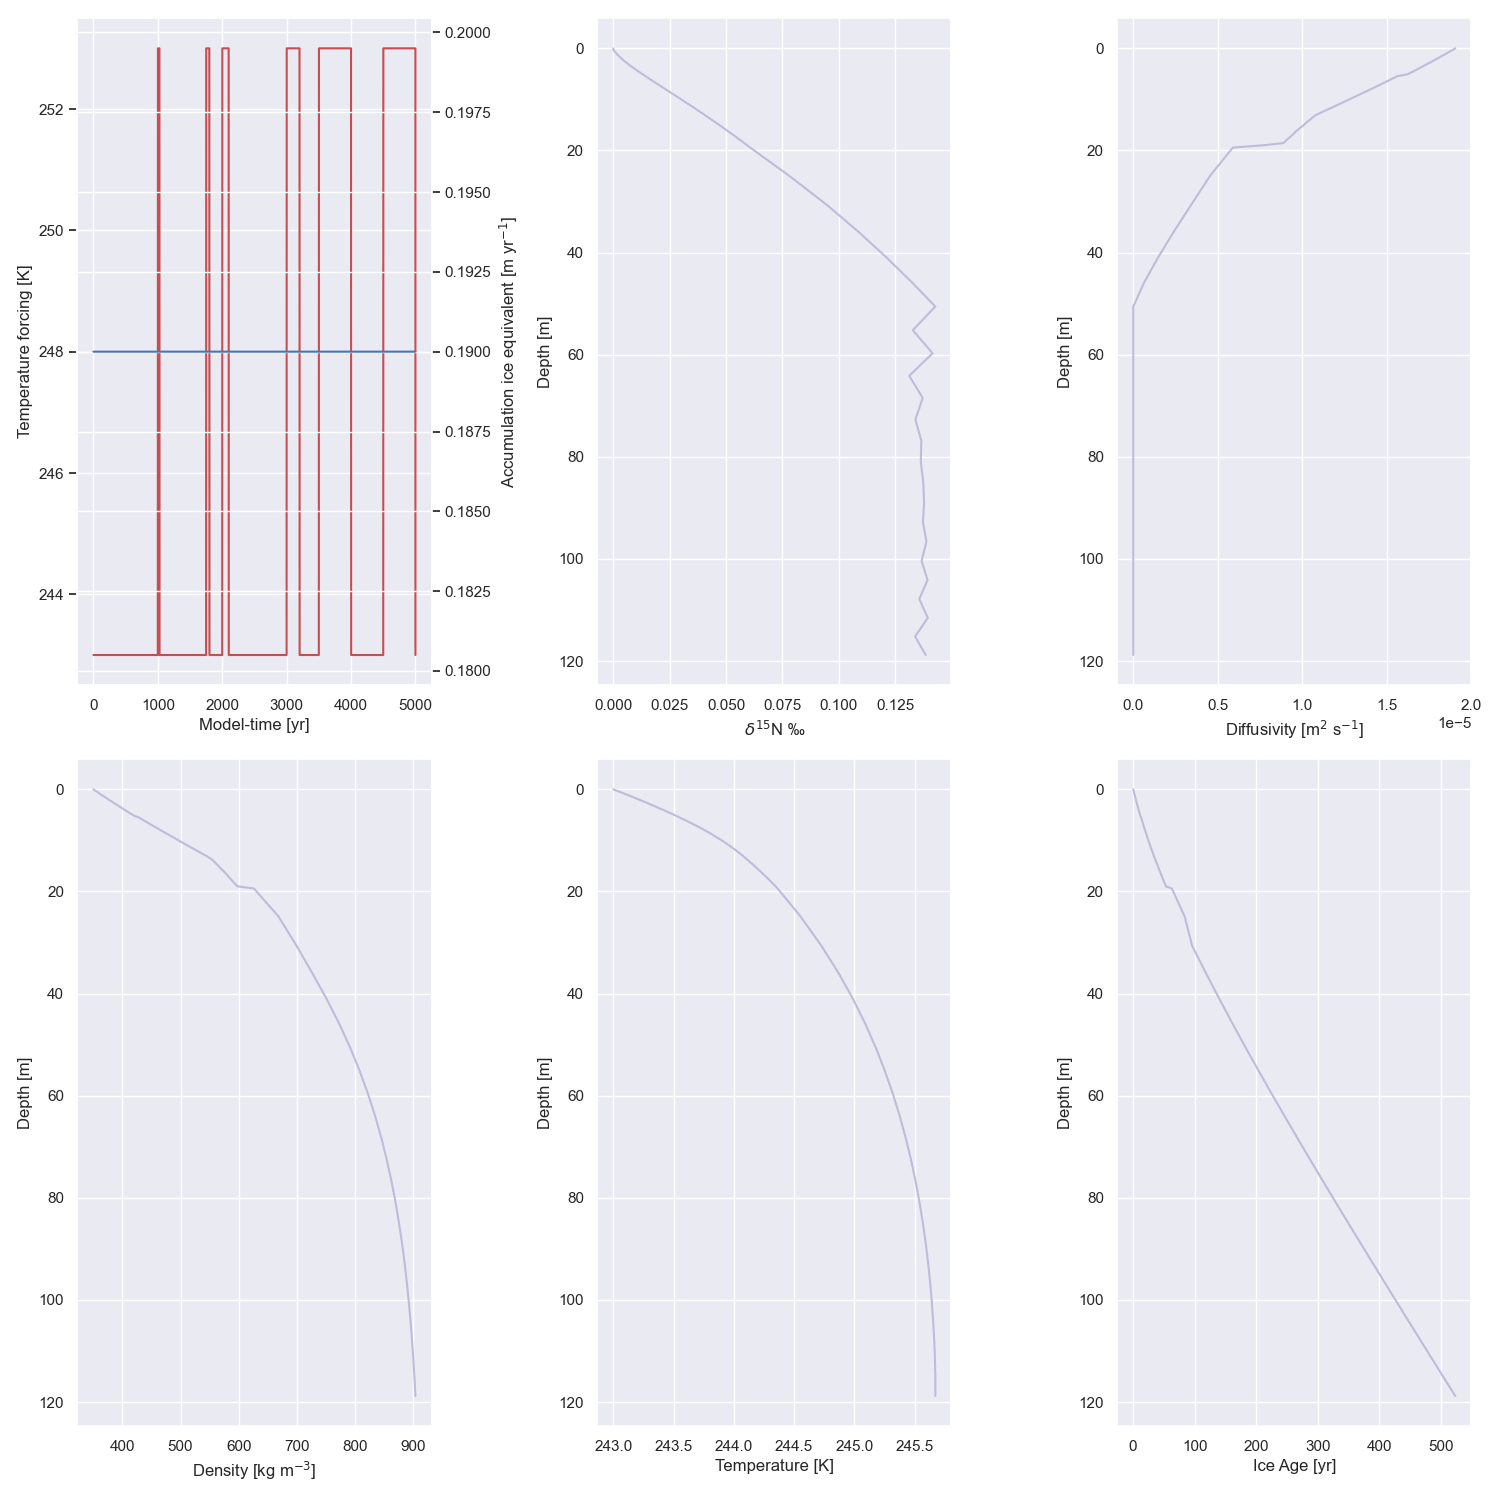 252
250
248
246
244
Temperature forcing [K]
0 1000 2000 3000 4000 5000
Model-time [yr]
0.2000
0.1975
0.1950
0.1925
0.1900
0.1875
0.1850
0.1825
0.1800
Accumulation ice equivalent [m yr⁻¹]
0
20
40
60
80
100
120
Depth [m]
0.000 0.025 0.050 0.075 0.100 0.125
δ¹⁵N ‰
0
20
40
60
80
100
120
Depth [m]
0.0 0.5 1.0 1.5 2.0
1e−5
Diffusivity [m² s⁻¹]
0
20
40
60
80
100
120
Depth [m]
400 500 600 700 800 900
Density [kg m⁻³]
0
20
40
60
80
100
120
Depth [m]
243.0 243.5 244.0 244.5 245.0 245.5
Temperature [K]
0
20
40
60
80
100
120
Depth [m]
0 100 200 300 400 500
Ice Age [yr]